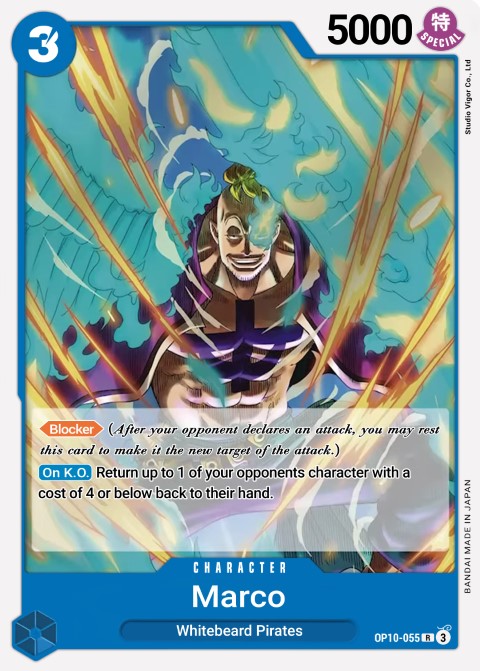 3
5000
特
SPECIAL
Studio Vigor Co., Ltd
Blocker (After your opponent declares an attack, you may rest
this card to make it the new target of the attack.)
On K.O. Return up to 1 of your opponents character with a
cost of 4 or below back to their hand.
BANDAI MADE IN JAPAN
CHARACTER
Marco
Whitebeard Pirates
OP10-055 R 3